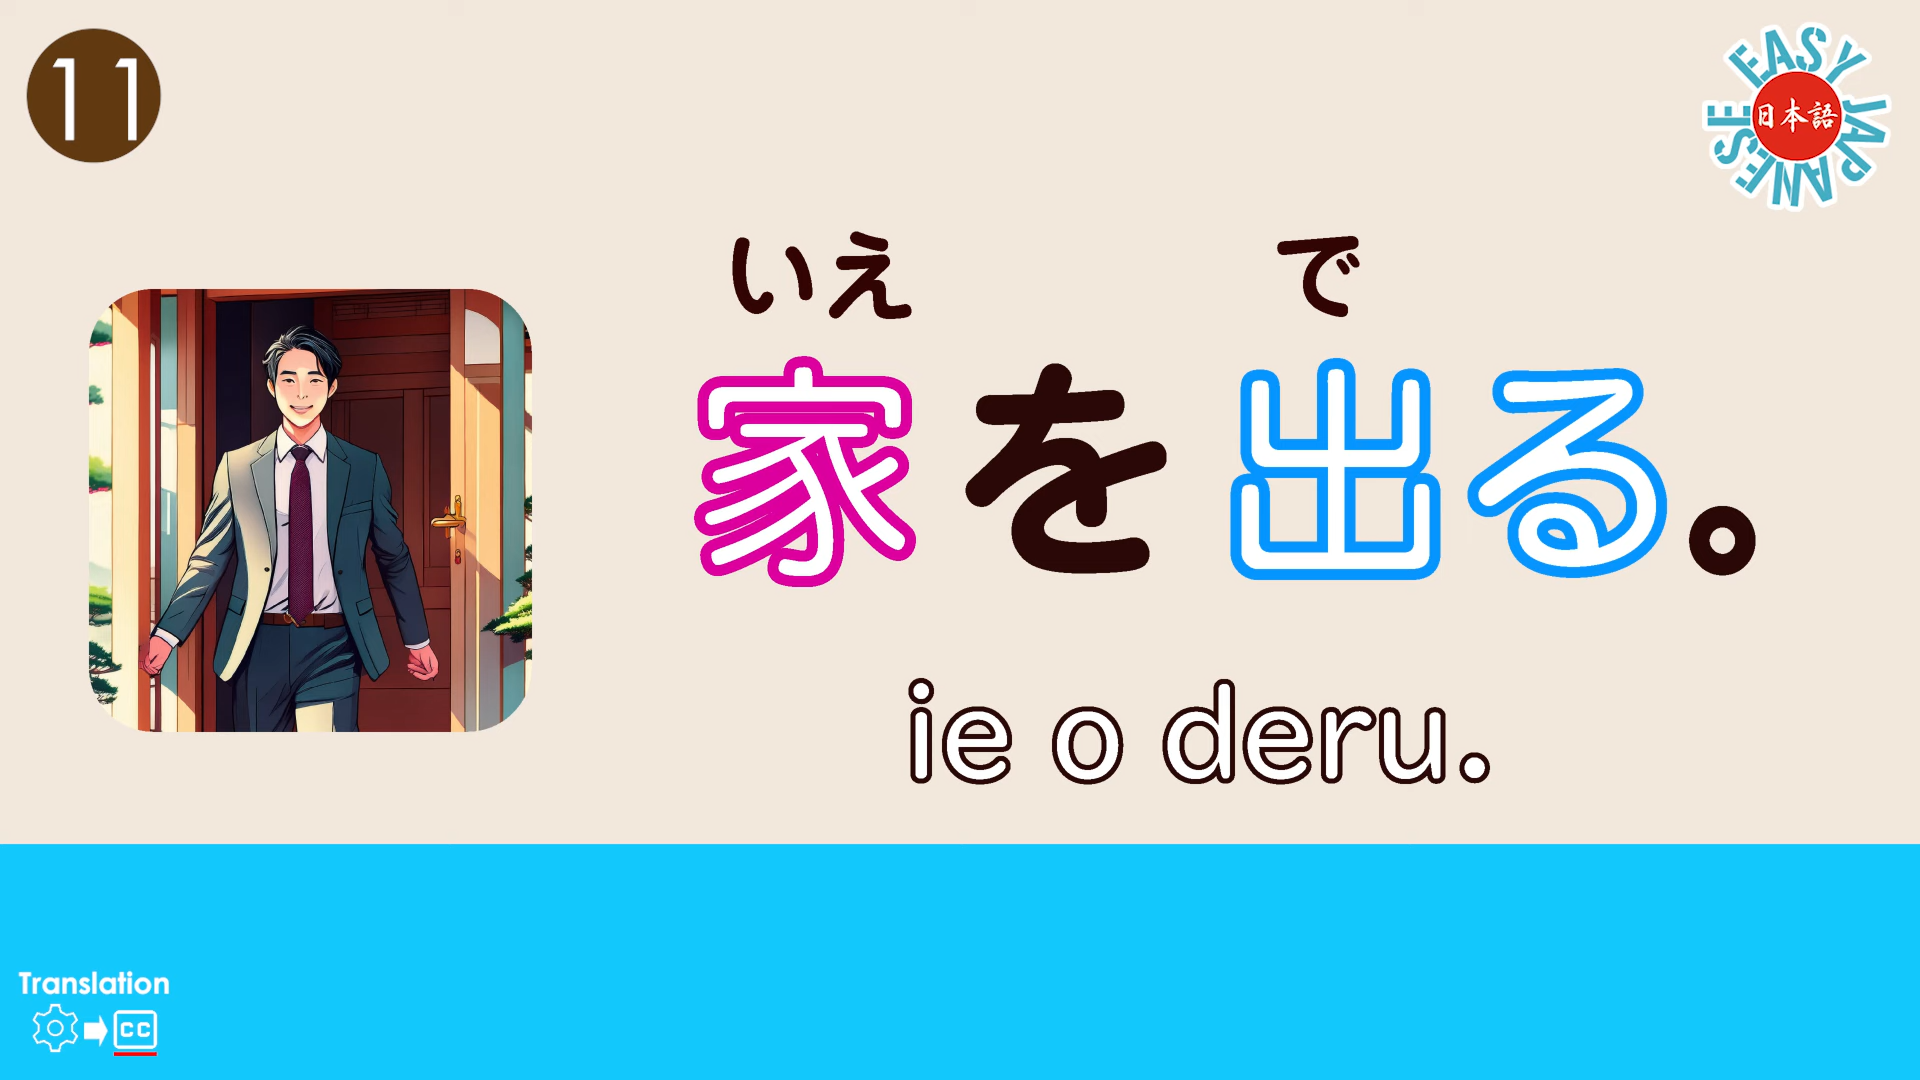 11
EASY JAPANESE
日本語
いえ で
家を出る。
ie o deru.
Translation
CC